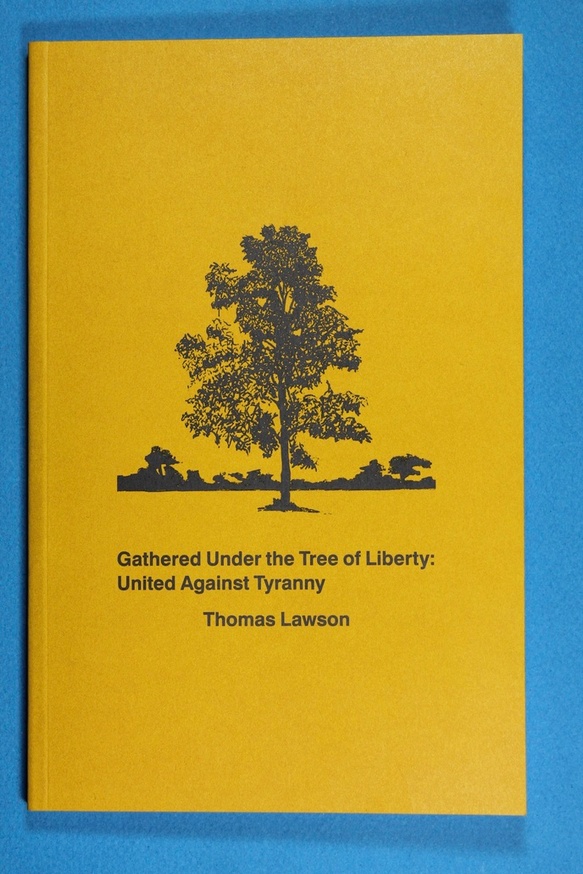 Gathered Under the Tree of Liberty:
United Against Tyranny
Thomas Lawson